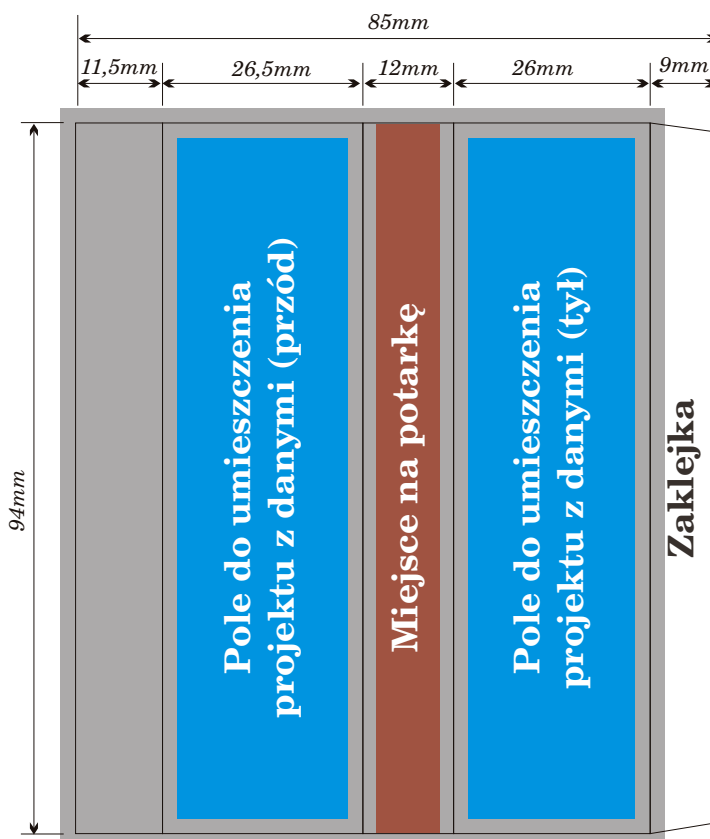 85mm
11,5mm
26,5mm
12mm
26mm
9mm
94mm
Pole do umieszczenia
projektu z danymi (przód)
Miejsce na potarkę
Pole do umieszczenia
projektu z danymi (tył)
Zaklejka